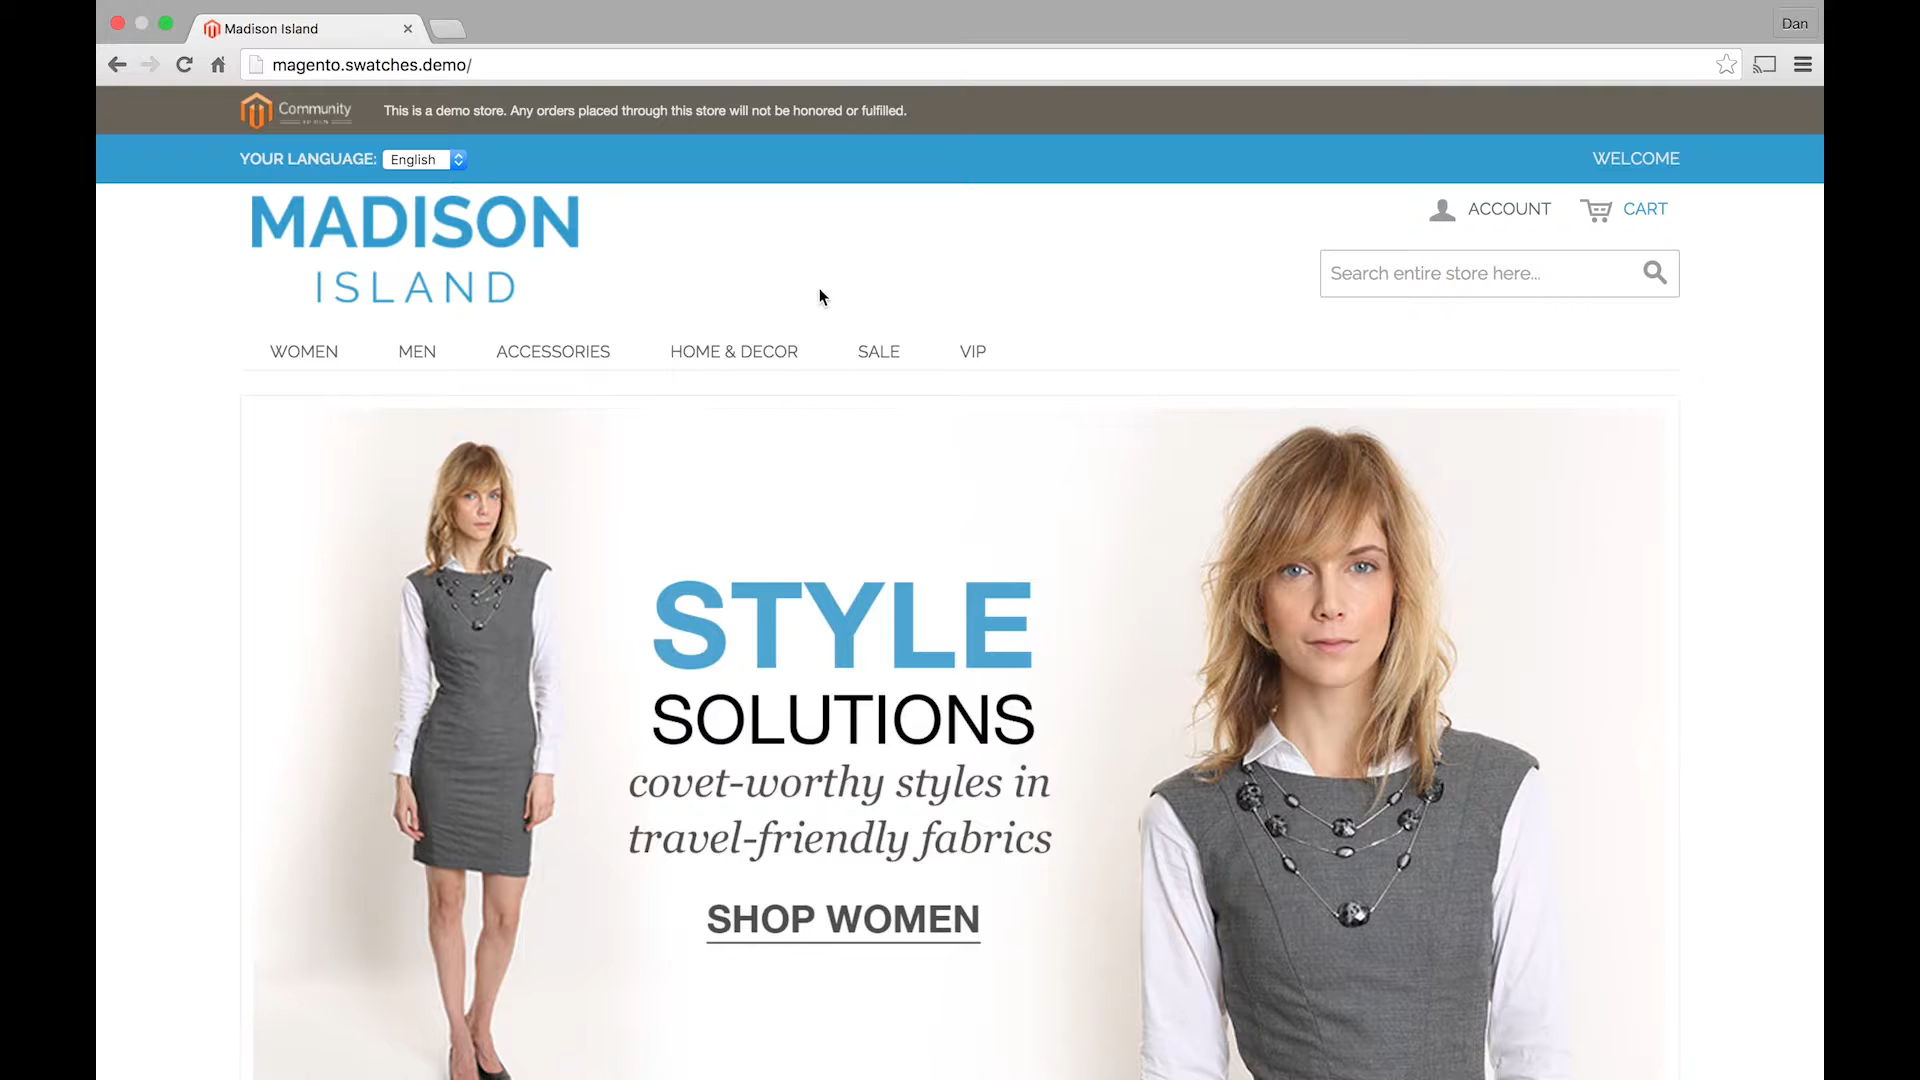 Madison Island
Dan
magento.swatches.demo/
Community
This is a demo store. Any orders placed through this store will not be honored or fulfilled.
YOUR LANGUAGE: English
WELCOME
MADISON
ISLAND
ACCOUNT CART
Search entire store here...
WOMEN MEN ACCESSORIES HOME & DECOR SALE VIP
STYLE
SOLUTIONS
covet-worthy styles in
travel-friendly fabrics
SHOP WOMEN